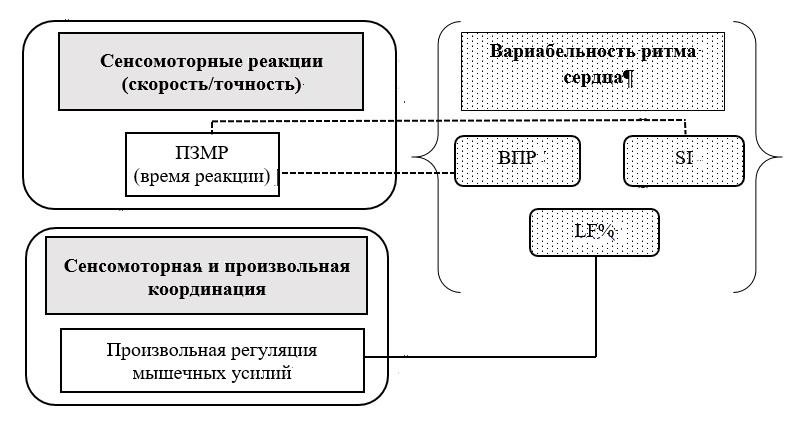 Сенсомоторные реакции
(скорость/точность)
ПЗМР
(время реакции)
Вариабельность ритма
сердца¶
ВПР
SI
LF%
Сенсомоторная и произвольная
координация
Произвольная регуляция
мышечных усилий